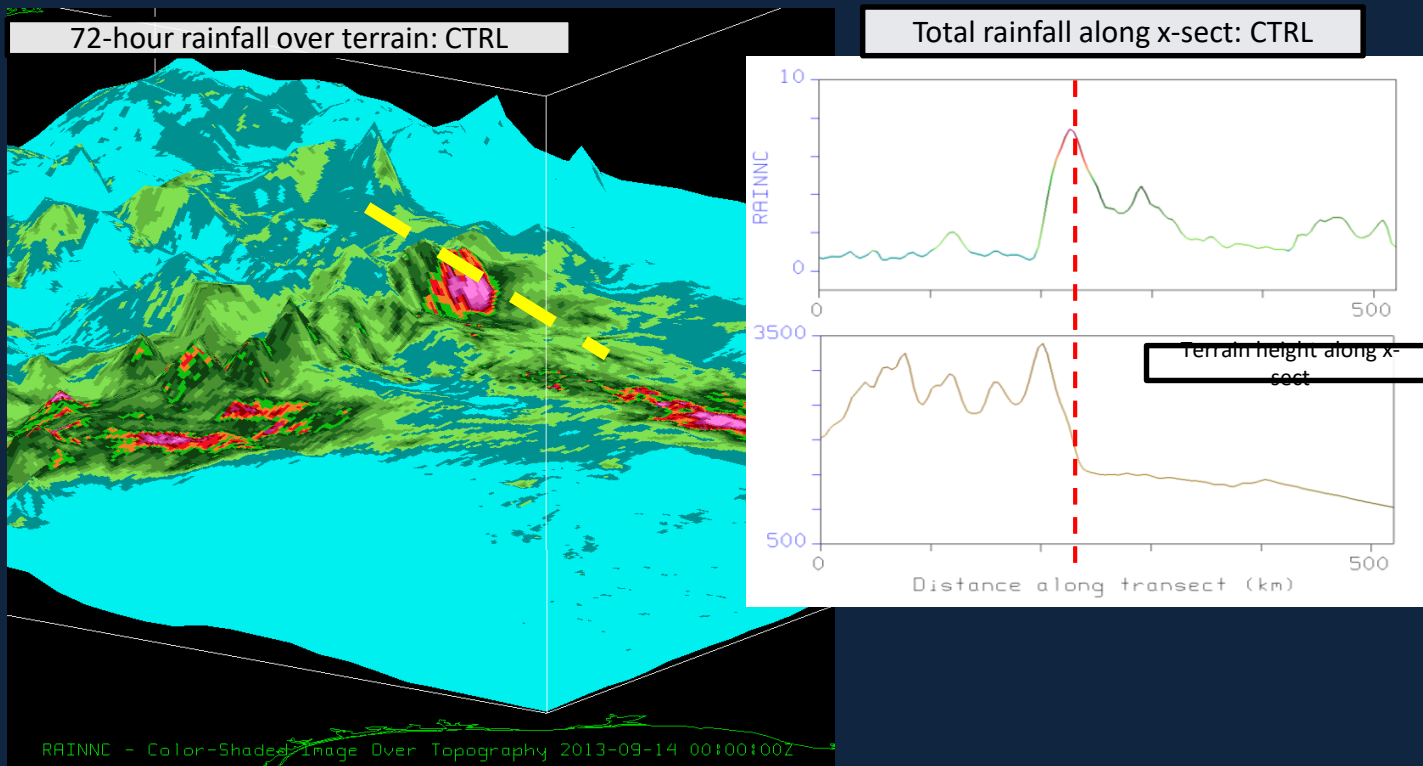 72-hour rainfall over terrain: CTRL
Total rainfall along x-sect: CTRL
10
RAINNC
0
0
500
3500
Terrain height along x-
sect
500
0
500
Distance along transect (km)
RAINNC - Color-Shaded Image Over Topography 2013-09-14 00:00:00Z